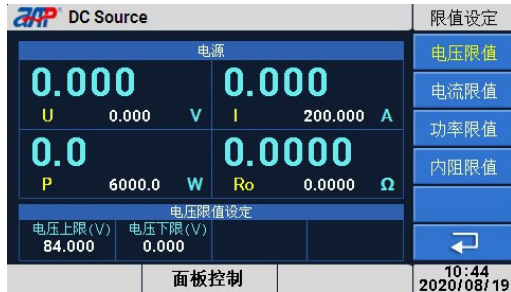 AAP DC Source
限值设定
电源
0.000
0.000
U 0.000 V
I 200.000 A
0.0
0.0000
P 6000.0 W
Ro 0.0000 Ω
电压限值设定
电压上限(V) 电压下限(V)
84.000 0.000
面板控制
电压限值
电流限值
功率限值
内阻限值
10:44
2020/08/19